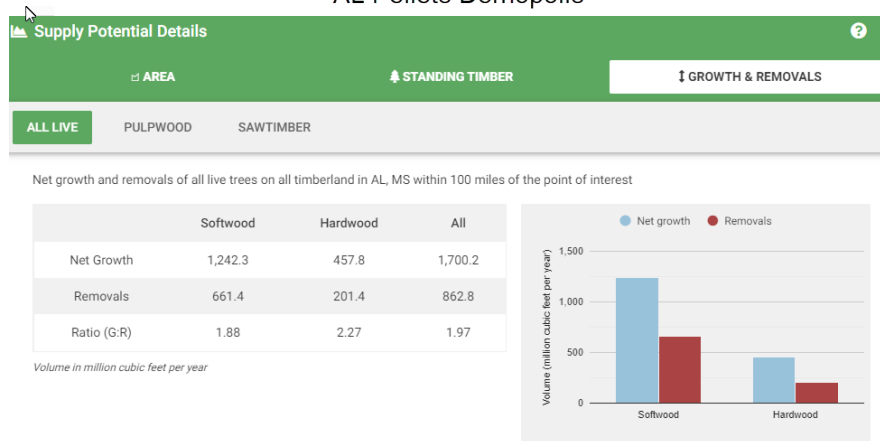 AL Pellets Demopolis
Supply Potential Details
?
AREA
STANDING TIMBER
GROWTH & REMOVALS
ALL LIVE
PULPWOOD
SAWTIMBER
Net growth and removals of all live trees on all timberland in AL, MS within 100 miles of the point of interest
Softwood Hardwood All
Net Growth 1,242.3 457.8 1,700.2
Removals 661.4 201.4 862.8
Ratio (G:R) 1.88 2.27 1.97
Volume in million cubic feet per year
Net growth Removals
Volume (million cubic feet per year)
1,500
1,000
500
0
Softwood Hardwood